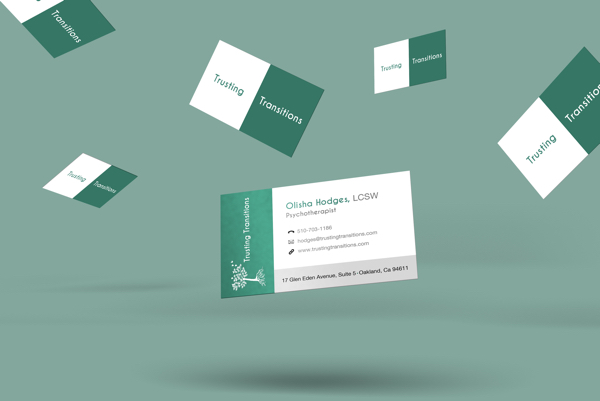 Transitions
Trusting
Transitions
Trusting
Transitions
Trusting
Transitions
Trusting
Transitions
Trusting Transitions
Olisha Hodges, LCSW
Psychotherapist
510-703-1186
hodges@trustingtransitions.com
www.trustingtransitions.com
17 Glen Eden Avenue, Suite 5-Oakland, Ca 94611